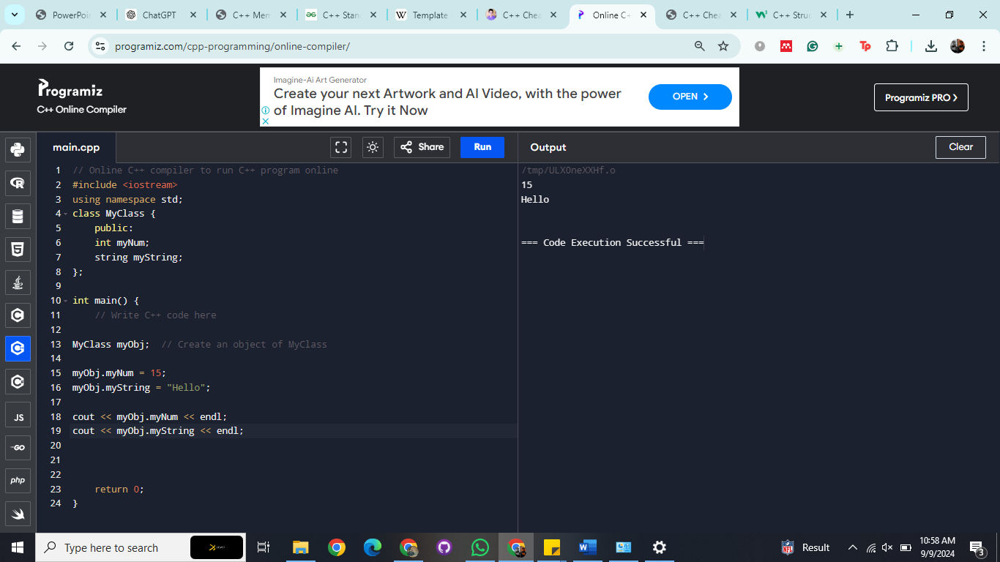 PowerPoin
ChatGPT
C++ Mem
C++ Stan
Template
C++ Chea
Online C+
C++ Chea
C++ Struc
programiz.com/cpp-programming/online-compiler/
Programiz
C++ Online Compiler
Imagine-Ai Art Generator
Create your next Artwork and AI Video, with the power
of Imagine AI. Try it Now
OPEN
Programiz PRO
main.cpp
Share
Run
Output
Clear
1 // Online C++ compiler to run C++ program online
2 #include <iostream>
3 using namespace std;
4 class MyClass {
5 public:
6 int myNum;
7 string myString;
8 };
9
10 int main() {
11 // Write C++ code here
12
13 MyClass myObj;  // Create an object of MyClass
14
15 myObj.myNum = 15;
16 myObj.myString = "Hello";
17
18 cout << myObj.myNum << endl;
19 cout << myObj.myString << endl;
20
21
22
23 return 0;
24 }
/tmp/ULXOneXXHf.o
15
Hello
=== Code Execution Successful ===
JS
GO
php
Type here to search
Result
10:58 AM
9/9/2024
3